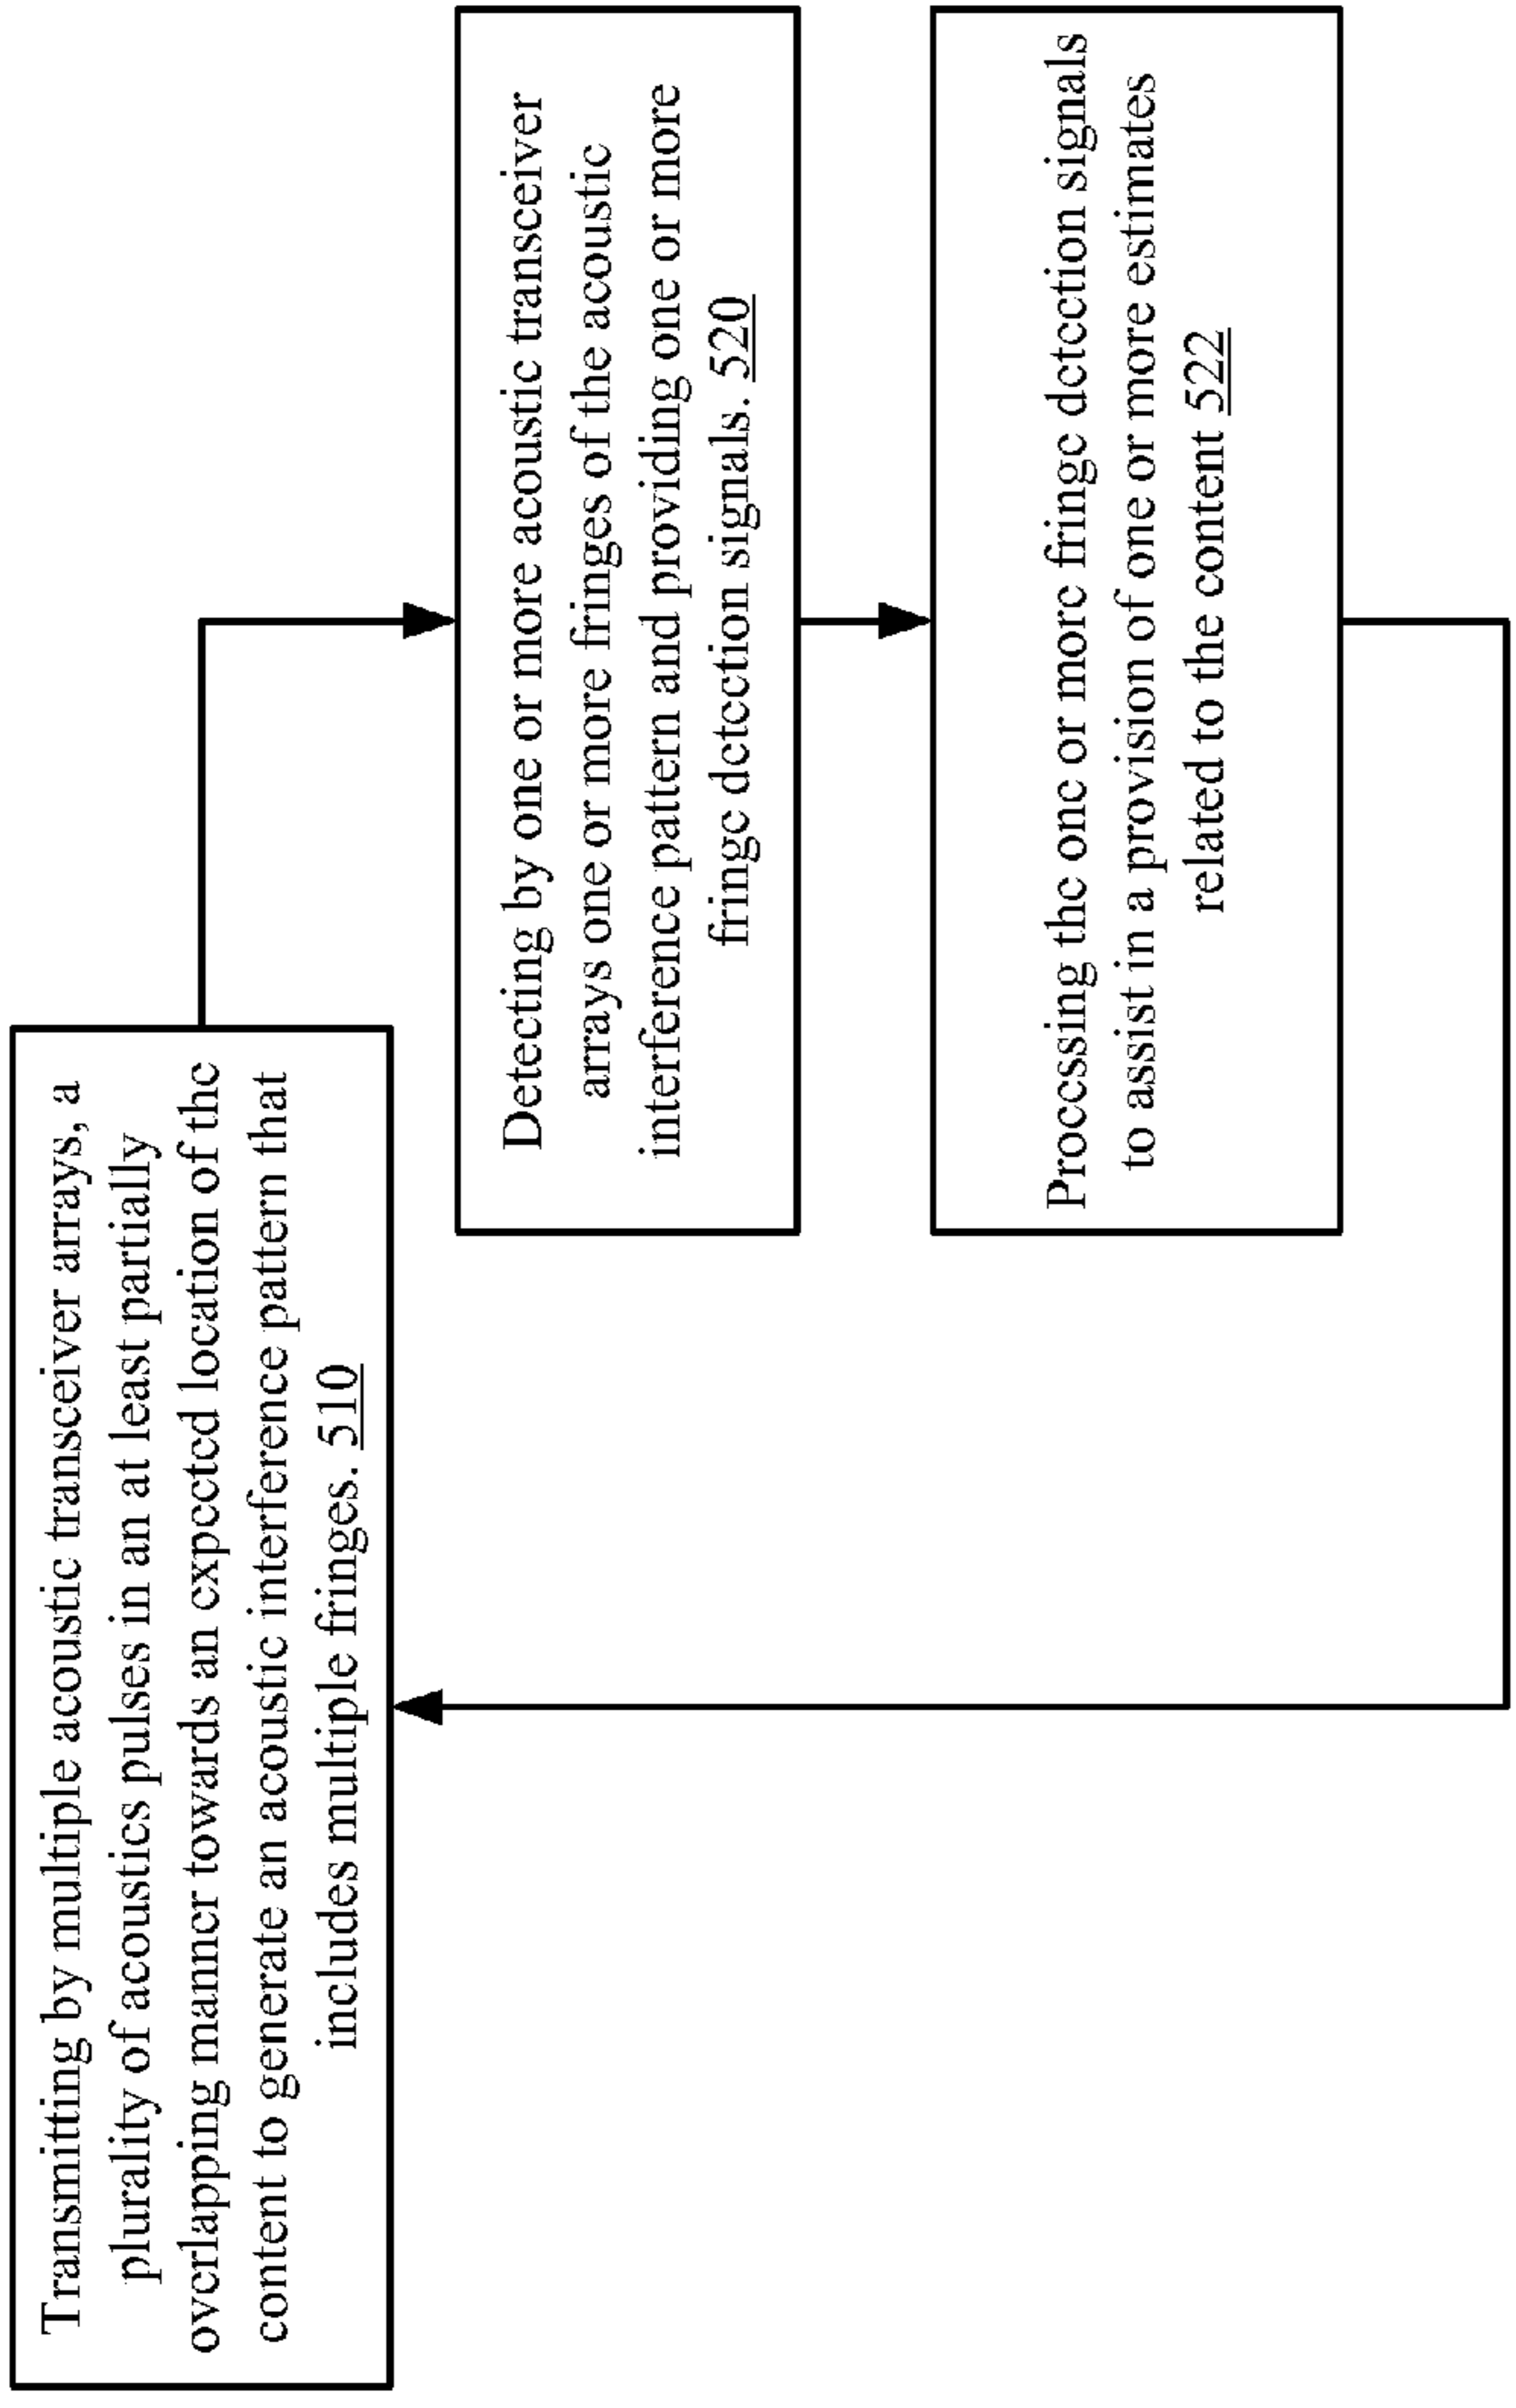 Transmitting by multiple acoustic transceiver arrays, a
plurality of acoustics pulses in an at least partially
overlapping manner towards an expected location of the
content to generate an acoustic interference pattern that
includes multiple fringes. 510
Detecting by one or more acoustic transceiver
arrays one or more fringes of the acoustic
interference pattern and providing one or more
fringe detection signals. 520
Processing the one or more fringe detection signals
to assist in a provision of one or more estimates
related to the content 522